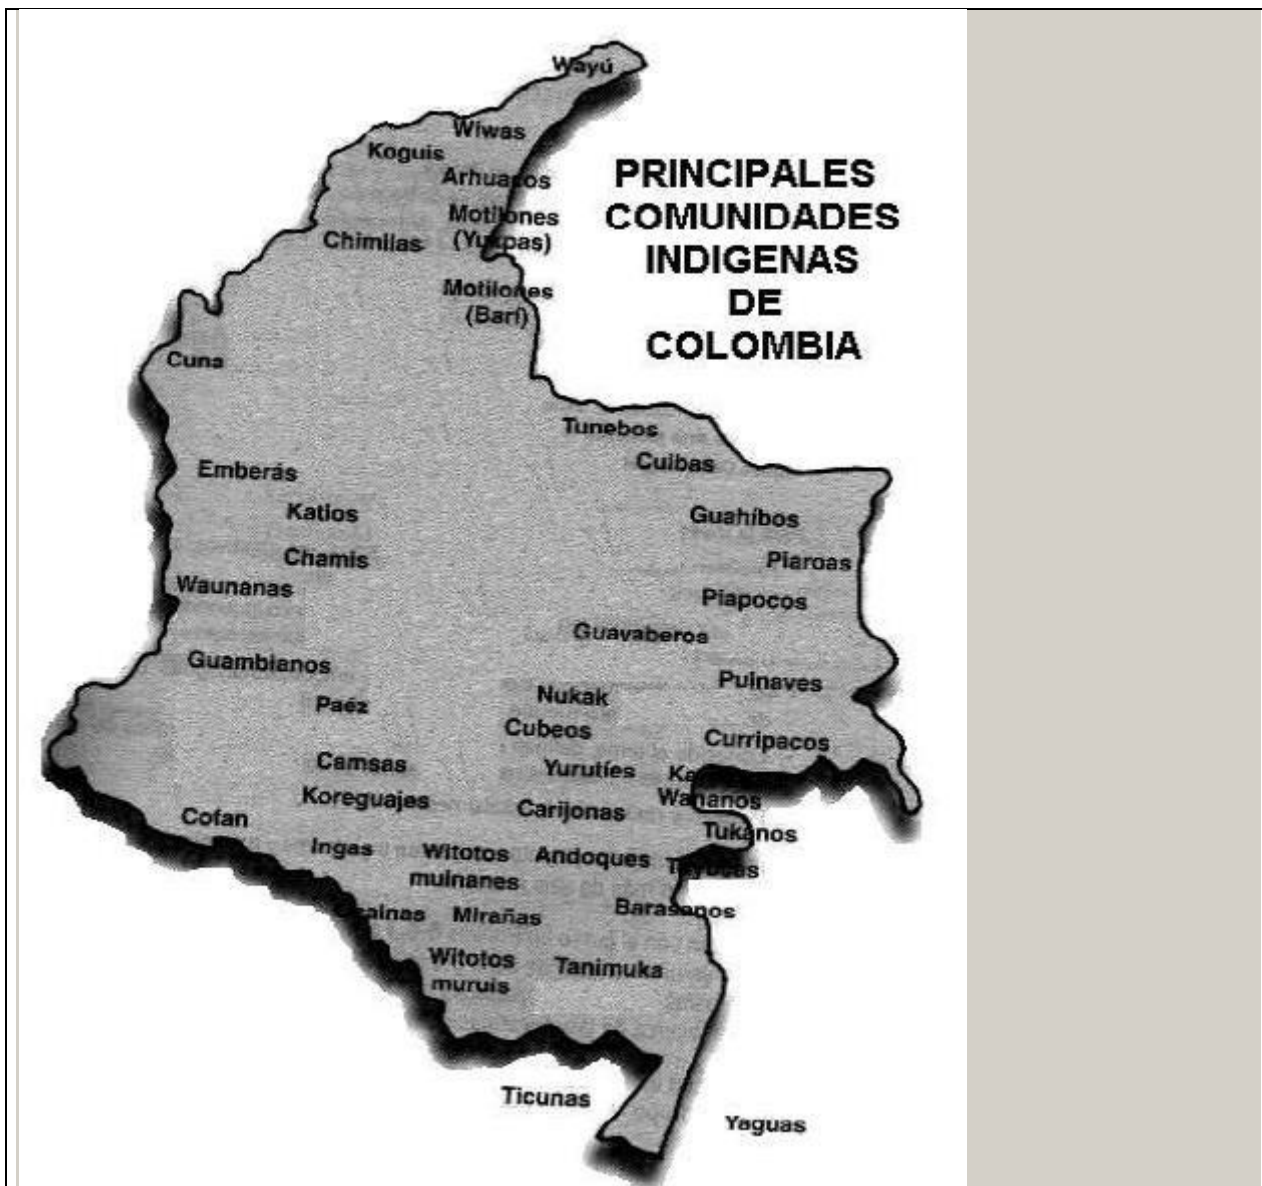 Wayú
PRINCIPALES
COMUNIDADES
INDIGENAS
DE
COLOMBIA
Wiwas
Koguis
Arhuacos
Motilones
(Yukpas)
Chimilas
Motilones
(Barí)
Cuna
Tunebos
Cuibas
Emberás
Katios
Guahíbos
Chamis
Piaroas
Waunanas
Piapocos
Guayaberos
Guambianos
Puinaves
Nukak
Paéz
Cubeos
Curripacos
Camsas
Yurutíes
Koreguajes
Wananos
Carijonas
Cofan
Tukanos
Ingas
Witotos
muinanes
Andoques
Tuyucas
Barasanos
Mirañas
Witotos
muruis
Tanimuka
Ticunas
Yaguas